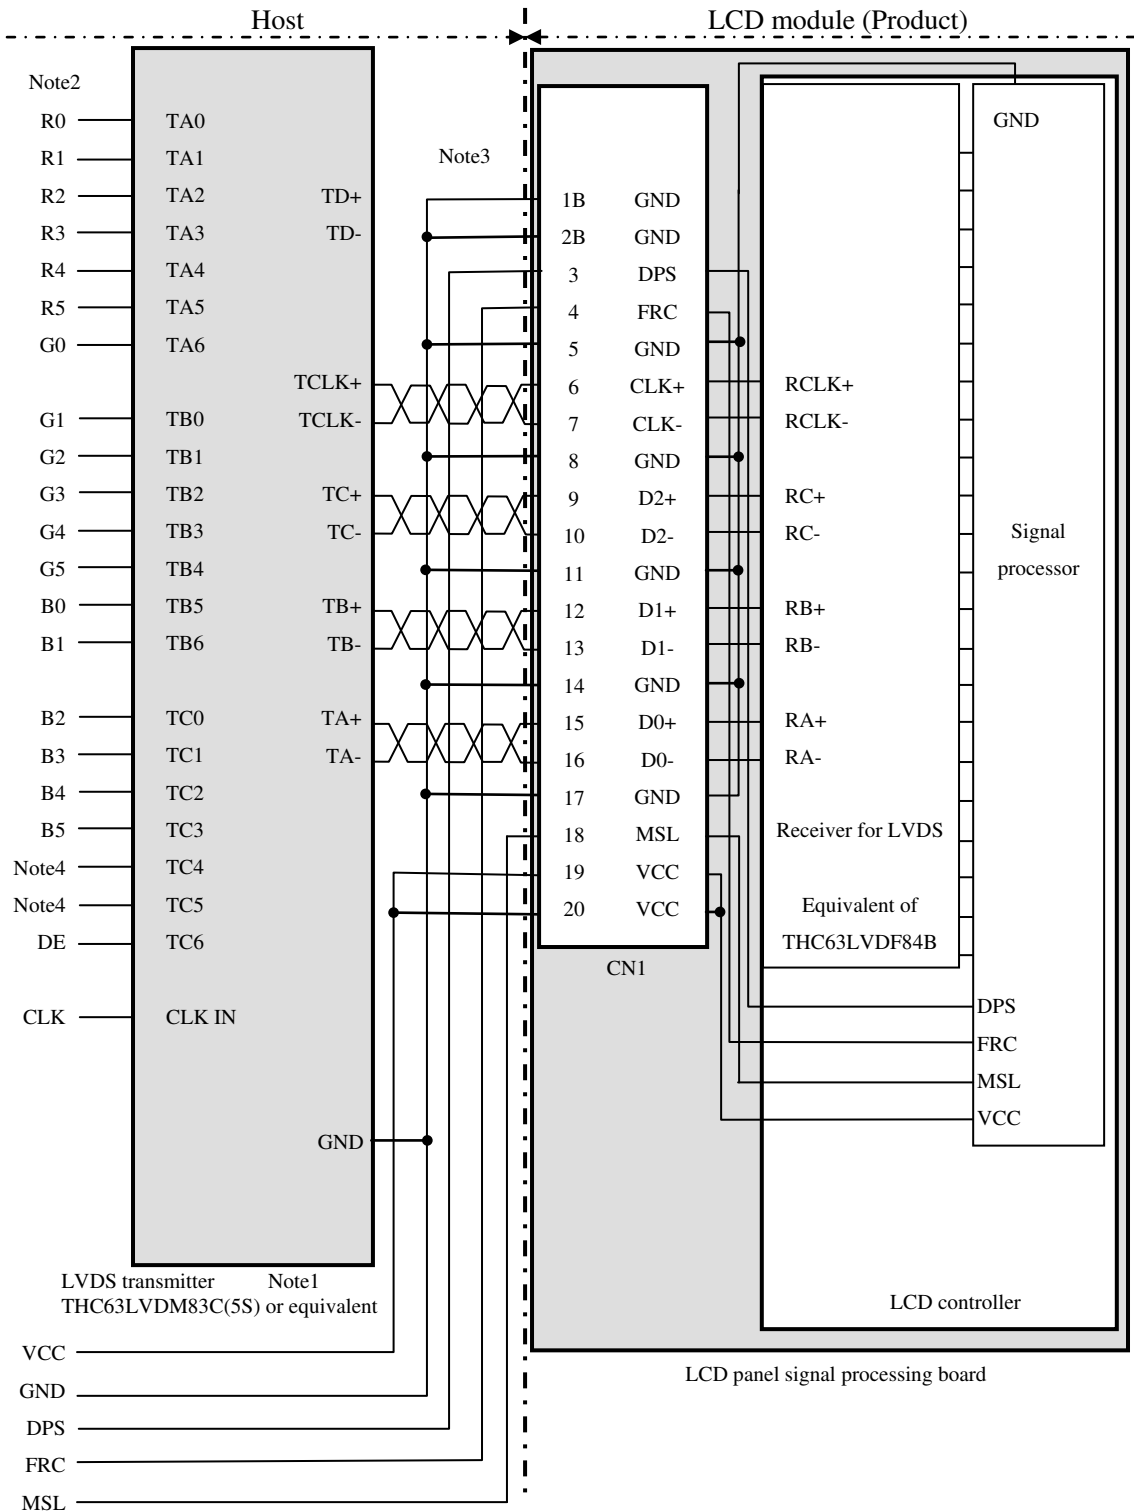 Host
LCD module (Product)
Note2
R0 TA0
R1 TA1
R2 TA2 TD+
R3 TA3 TD-
R4 TA4
R5 TA5
G0 TA6
TCLK+
G1 TB0 TCLK-
G2 TB1
G3 TB2 TC+
G4 TB3 TC-
G5 TB4
B0 TB5 TB+
B1 TB6 TB-
B2 TC0 TA+
B3 TC1 TA-
B4 TC2
B5 TC3
Note4 TC4
Note4 TC5
DE TC6
CLK CLK IN
GND
LVDS transmitter Note1
THC63LVDM83C(5S) or equivalent
VCC
GND
DPS
FRC
MSL
Note3
1B GND
2B GND
3 DPS
4 FRC
5 GND
6 CLK+
7 CLK-
8 GND
9 D2+
10 D2-
11 GND
12 D1+
13 D1-
14 GND
15 D0+
16 D0-
17 GND
18 MSL
19 VCC
20 VCC
CN1
RCLK+
RCLK-
RC+
RC-
RB+
RB-
RA+
RA-
Receiver for LVDS
Equivalent of
THC63LVDF84B
GND
Signal
processor
DPS
FRC
MSL
VCC
LCD controller
LCD panel signal processing board